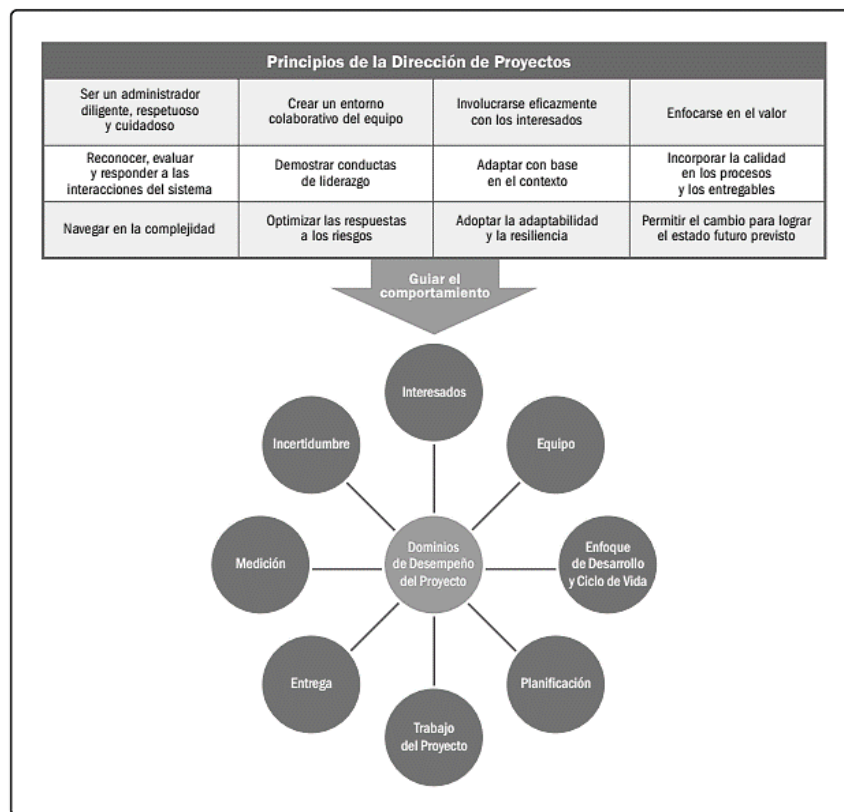 Principios de la Dirección de Proyectos
Ser un administrador
diligente, respetuoso
y cuidadoso
Crear un entorno
colaborativo del equipo
Involucrarse eficazmente
con los interesados
Enfocarse en el valor
Reconocer, evaluar
y responder a las
interacciones del sistema
Demostrar conductas
de liderazgo
Adaptar con base
en el contexto
Incorporar la calidad
en los procesos
y los entregables
Navegar en la complejidad
Optimizar las respuestas
a los riesgos
Adoptar la adaptabilidad
y la resiliencia
Permitir el cambio para lograr
el estado futuro previsto
Guiar el
comportamiento
Interesados
Incertidumbre
Equipo
Medición
Dominios
de Desempeño
del Proyecto
Enfoque
de Desarrollo
y Ciclo de Vida
Entrega
Planificación
Trabajo
del Proyecto